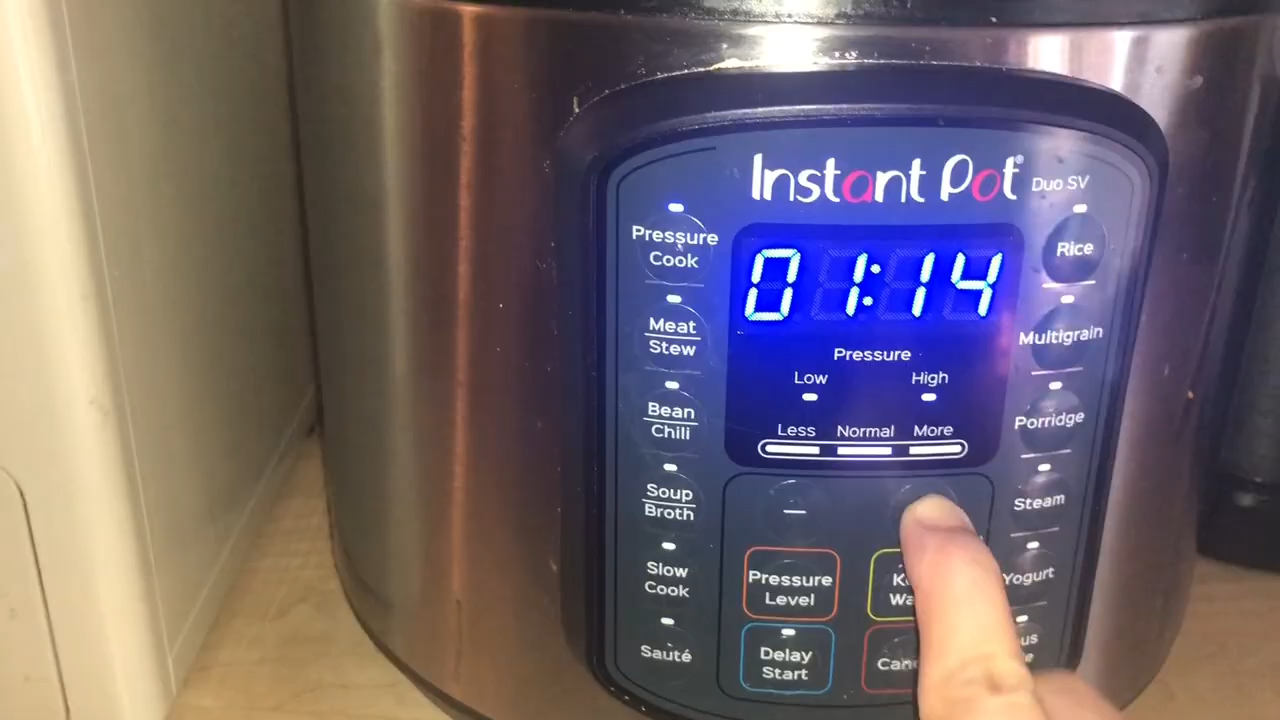 Instant Pot® Duo SV
Pressure
Cook
Meat
Stew
Bean
Chili
Soup
Broth
Slow
Cook
Sauté
01:14
Pressure
Low High
Less Normal More
−
Pressure
Level
Delay
Start
Rice
Multigrain
Porridge
Steam
Yogurt